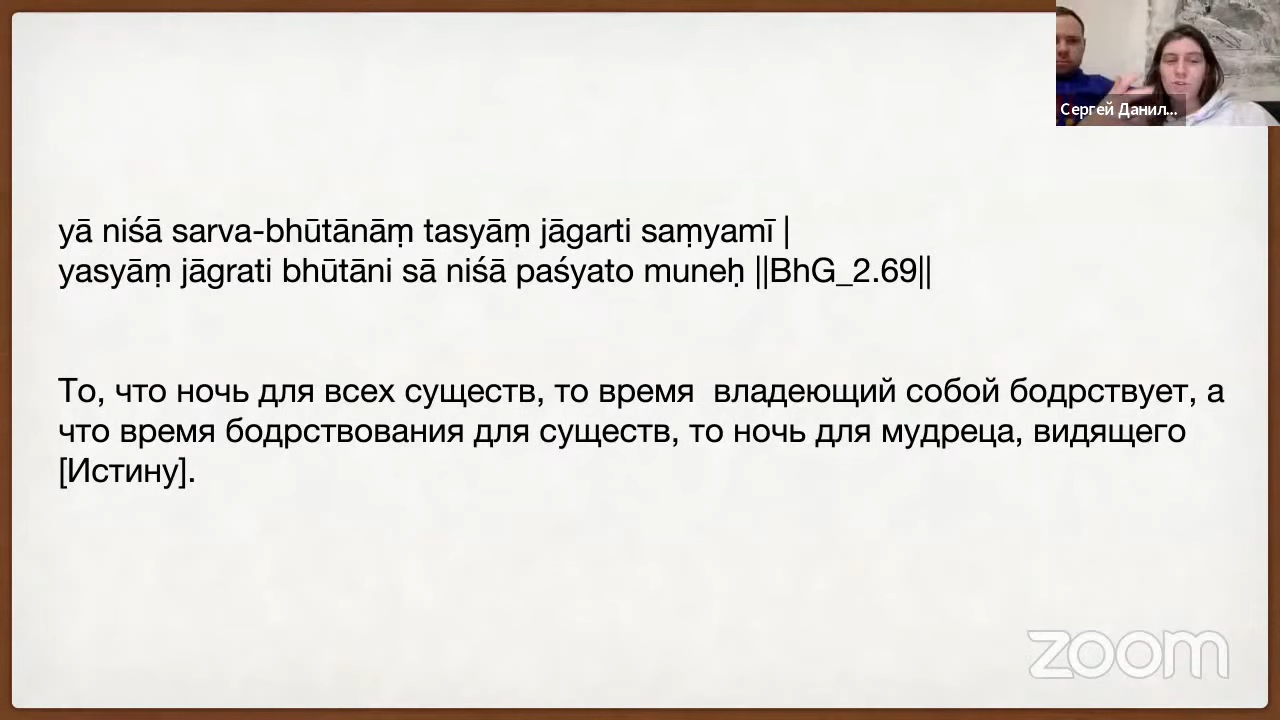 Сергей Данил...
yā niśā sarva-bhūtānāṃ tasyāṃ jāgarti saṃyamī |
yasyāṃ jāgrati bhūtāni sā niśā paśyato muneḥ ||BhG_2.69||
То, что ночь для всех существ, то время  владеющий собой бодрствует, а
что время бодрствования для существ, то ночь для мудреца, видящего
[Истину].
zoom